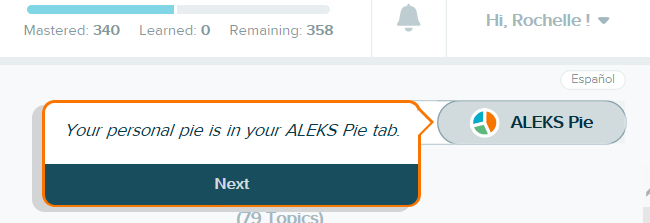 Mastered: 340 Learned: 0 Remaining: 358
Hi, Rochelle !
Español
Your personal pie is in your ALEKS Pie tab.
ALEKS Pie
Next
(79 Topics)